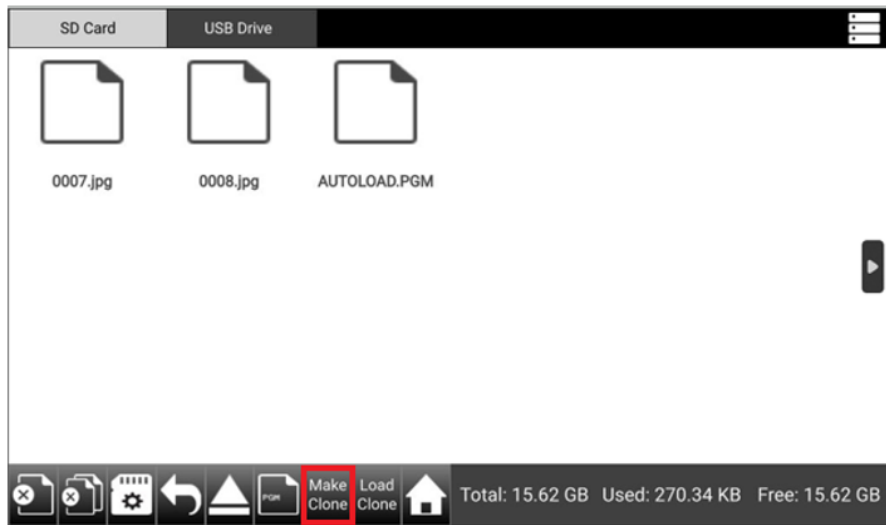 SD Card USB Drive
0007.jpg 0008.jpg AUTOLOAD.PGM
PGM Make Clone Load Clone Total: 15.62 GB Used: 270.34 KB Free: 15.62 GB